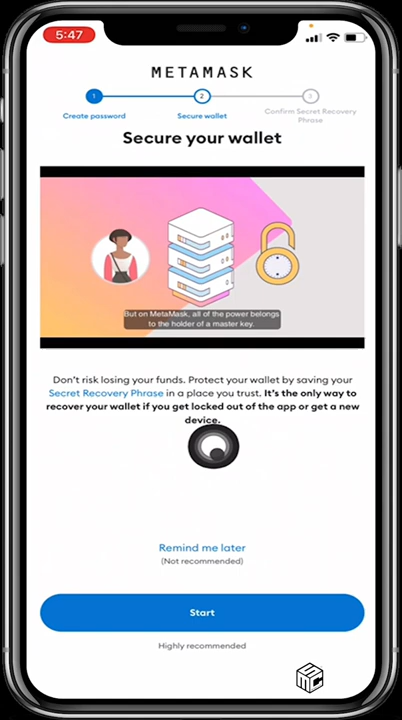 5:47
METAMASK
1
2
3
Create password
Secure wallet
Confirm Secret Recovery
Phrase
Secure your wallet
But on MetaMask, all of the power belongs
to the holder of a master key.
Don't risk losing your funds. Protect your wallet by saving your
Secret Recovery Phrase in a place you trust. It's the only way to
recover your wallet if you get locked out of the app or get a new
device.
Remind me later
(Not recommended)
Start
Highly recommended